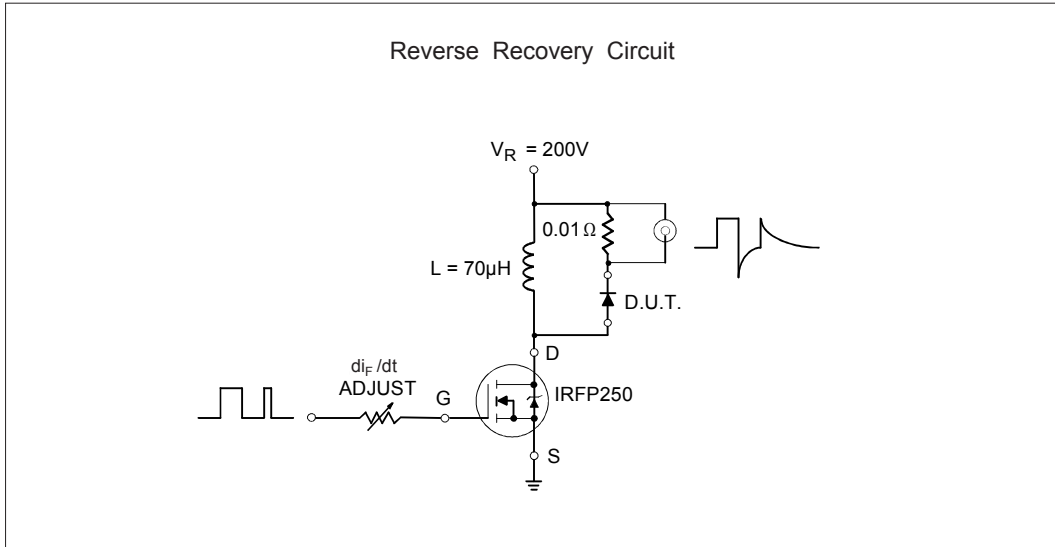 Reverse Recovery Circuit
V_R = 200V
0.01 Ω
L = 70µH
D.U.T.
di_F/dt
ADJUST
D
G
IRFP250
S